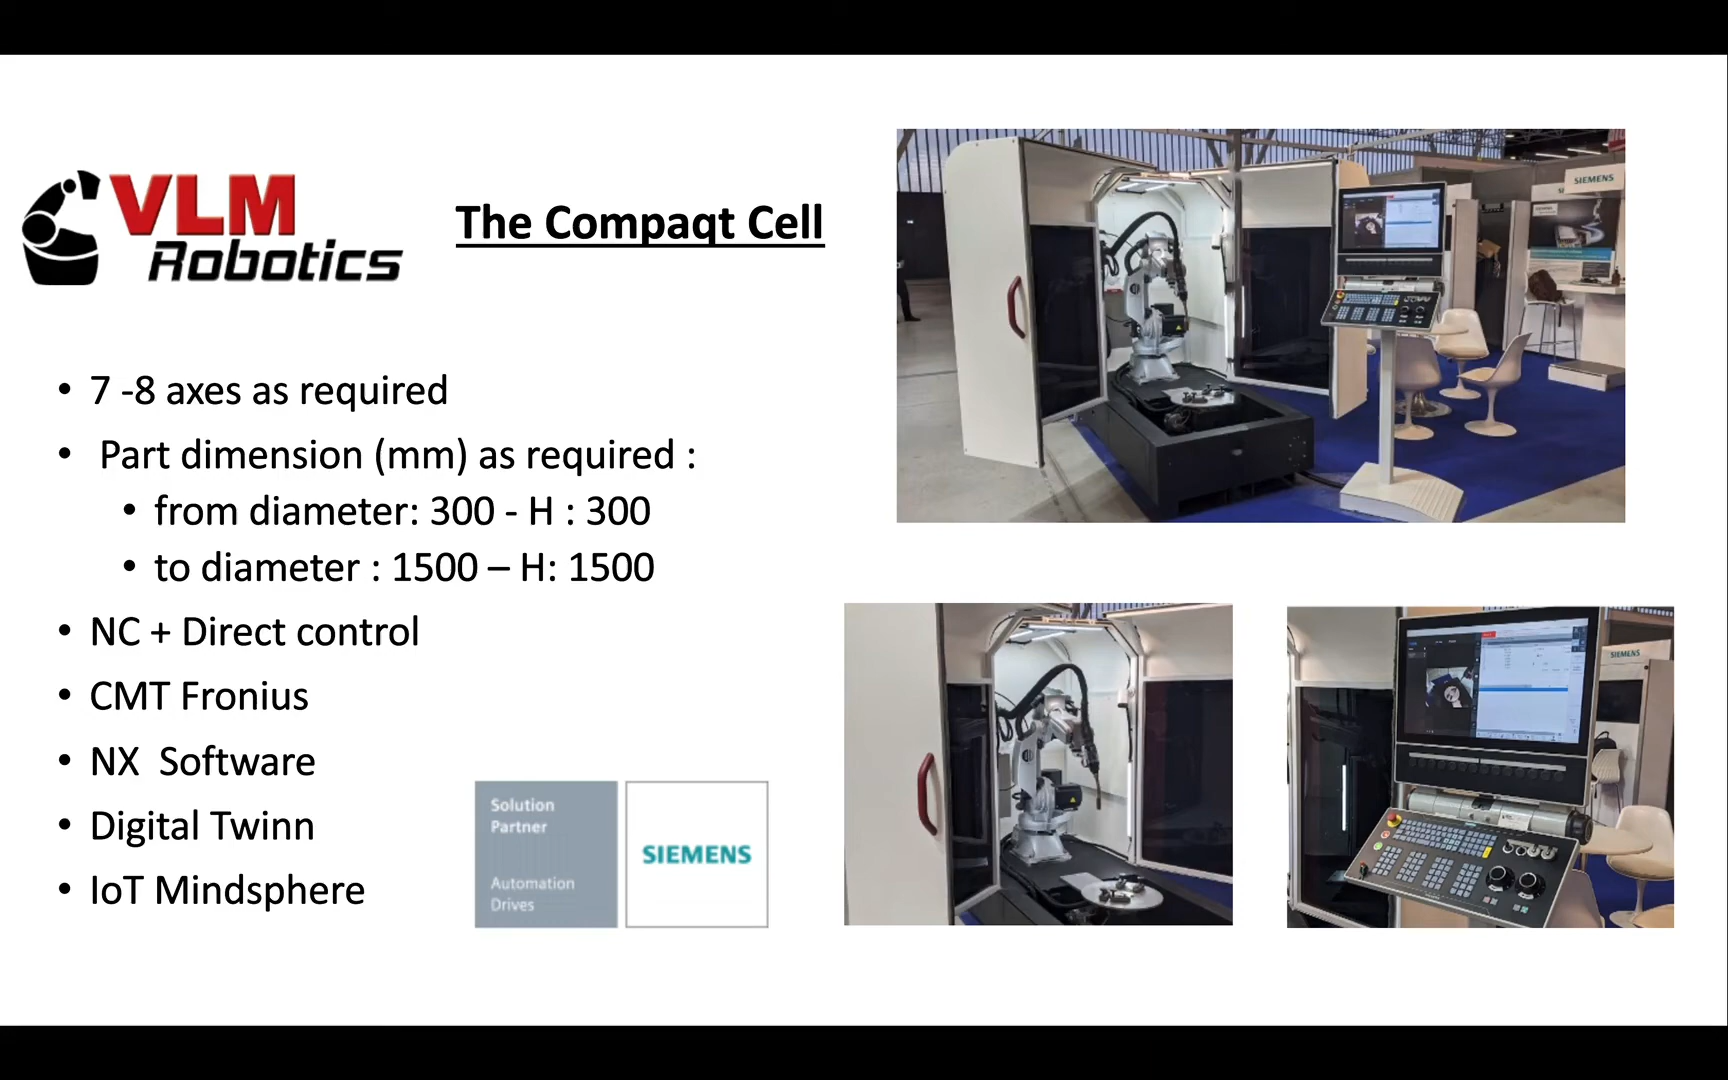 VLM
Robotics
The Compaqt Cell
• 7 -8 axes as required
• Part dimension (mm) as required :
• from diameter: 300 - H : 300
• to diameter : 1500 – H: 1500
• NC + Direct control
• CMT Fronius
• NX Software
• Digital Twinn
• IoT Mindsphere
Solution
Partner
Automation
Drives
SIEMENS
SIEMENS
SIEMENS